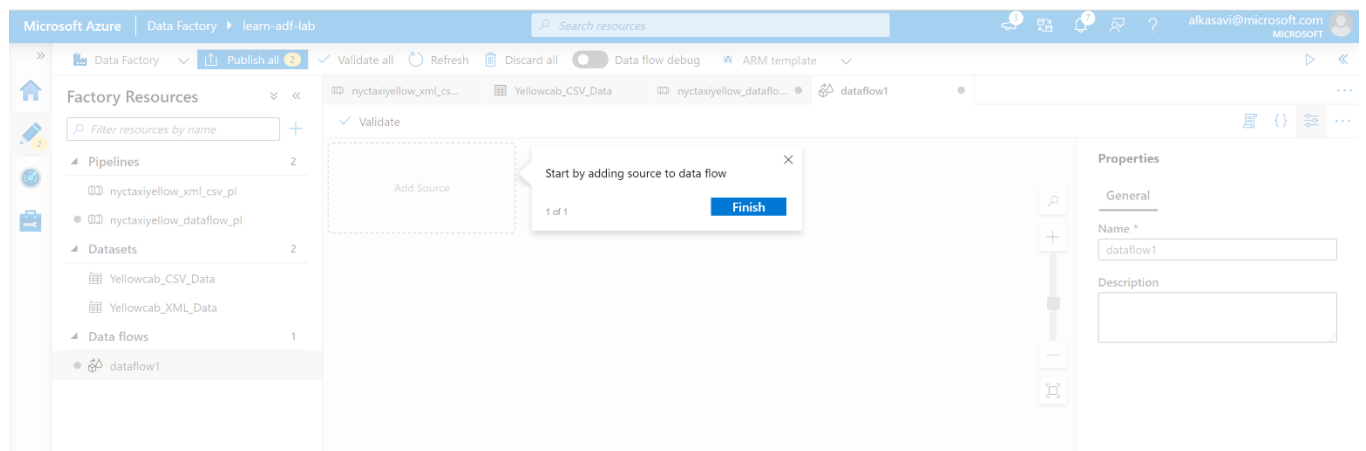 Microsoft Azure Data Factory learn-adf-lab Search resources 3 7 ? alkasavi@microsoft.com
MICROSOFT
Data Factory Publish all 2 Validate all Refresh Discard all Data flow debug ARM template
Factory Resources
nyctaxiyellow_xml_cs... Yellowcab_CSV_Data nyctaxiyellow_dataflo... dataflow1
Filter resources by name
Validate
2
Pipelines 2
nyctaxiyellow_xml_csv_pl
nyctaxiyellow_dataflow_pl
Datasets 2
Yellowcab_CSV_Data
Yellowcab_XML_Data
Data flows 1
dataflow1
Add Source
Start by adding source to data flow
1 of 1 Finish
Properties
General
Name *
dataflow1
Description